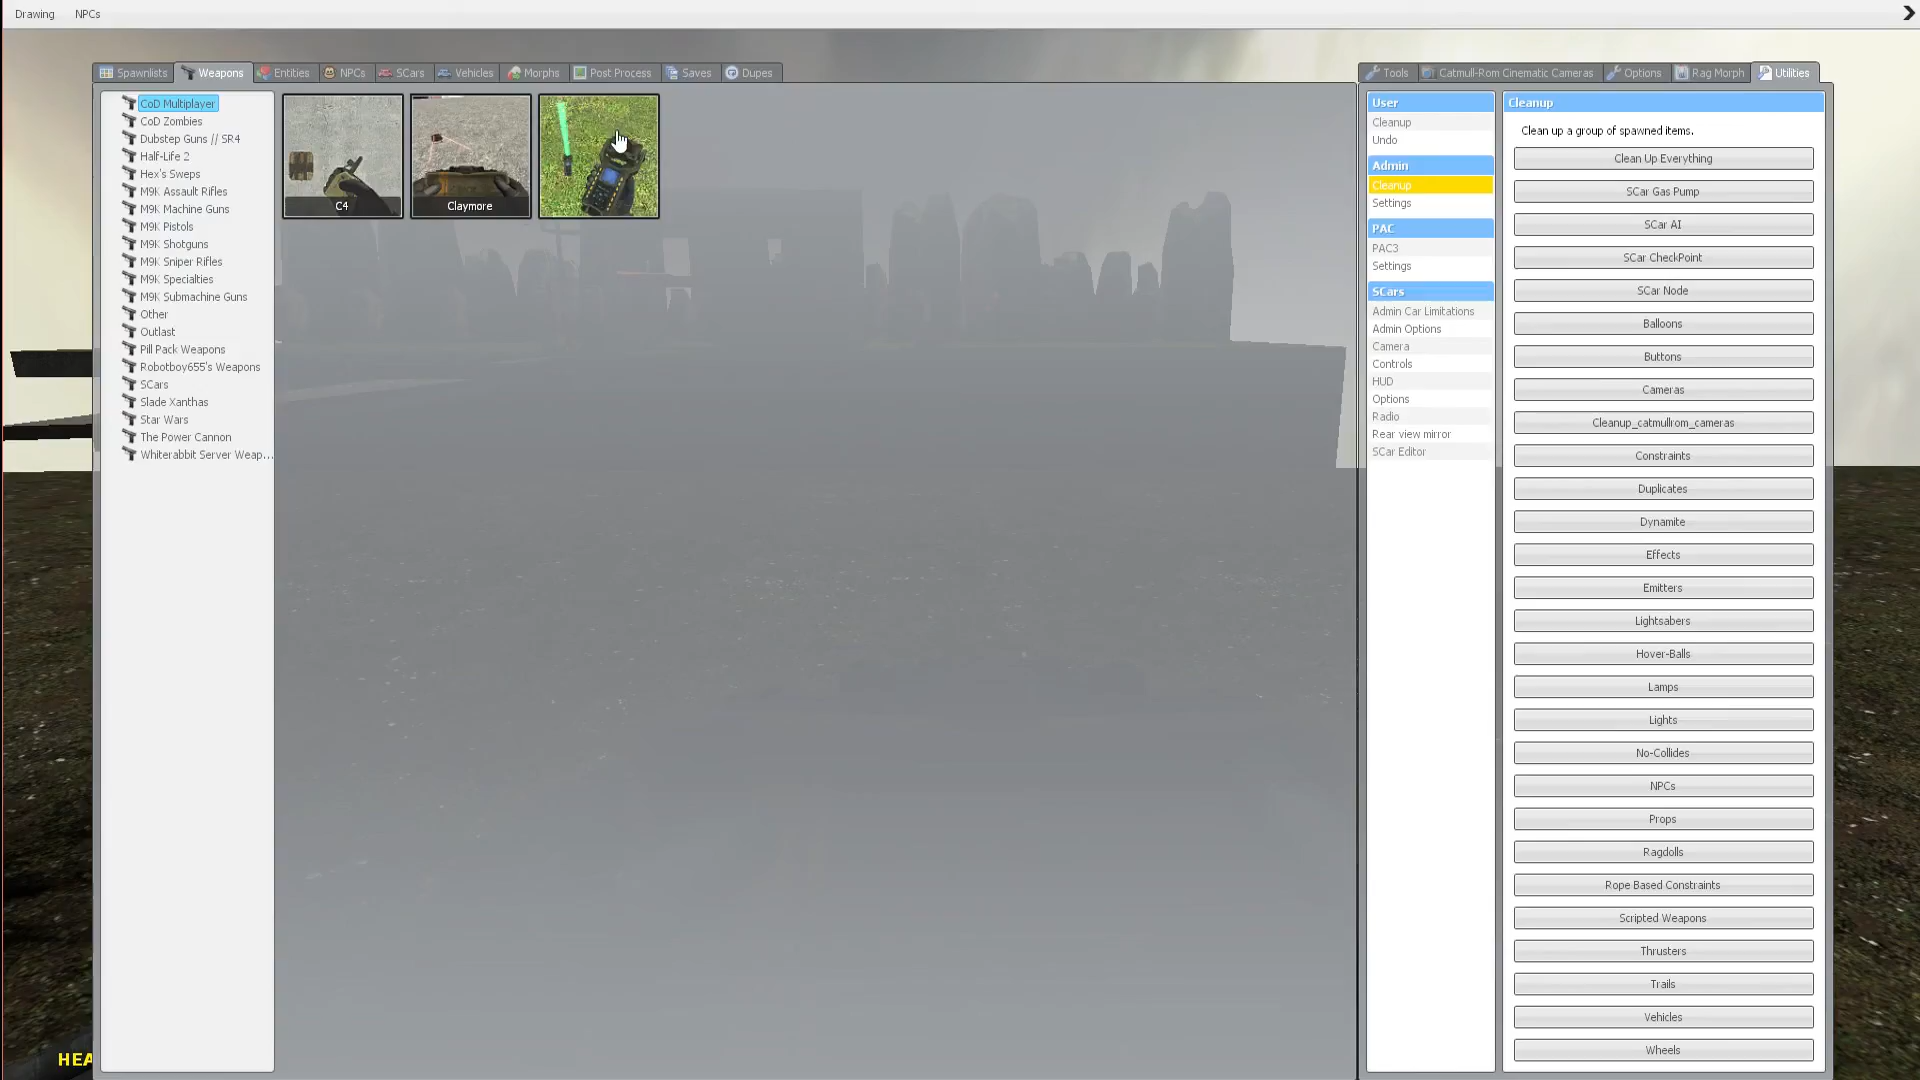 Drawing NPCs
Spawnlists Weapons Entities NPCs SCars Vehicles Morphs Post Process Saves Dupes
Tools Catmull-Rom Cinematic Cameras Options Rag Morph Utilities
CoD Multiplayer
CoD Zombies
Dubstep Guns // SR4
Half-Life 2
Hex's Sweps
M9K Assault Rifles
M9K Machine Guns
M9K Pistols
M9K Shotguns
M9K Sniper Rifles
M9K Specialties
M9K Submachine Guns
Other
Outlast
Pill Pack Weapons
Robotboy655's Weapons
SCars
Slade Xanthas
Star Wars
The Power Cannon
Whiterabbit Server Weap...
C4
Claymore
User
Cleanup
Undo
Admin
Cleanup
Settings
PAC
PAC3
Settings
SCars
Admin Car Limitations
Admin Options
Camera
Controls
HUD
Options
Radio
Rear view mirror
SCar Editor
Cleanup
Clean up a group of spawned items.
Clean Up Everything
SCar Gas Pump
SCar AI
SCar CheckPoint
SCar Node
Balloons
Buttons
Cameras
Cleanup_catmullrom_cameras
Constraints
Duplicates
Dynamite
Effects
Emitters
Lightsabers
Hover-Balls
Lamps
Lights
No-Collides
NPCs
Props
Ragdolls
Rope Based Constraints
Scripted Weapons
Thrusters
Trails
Vehicles
Wheels
HEA